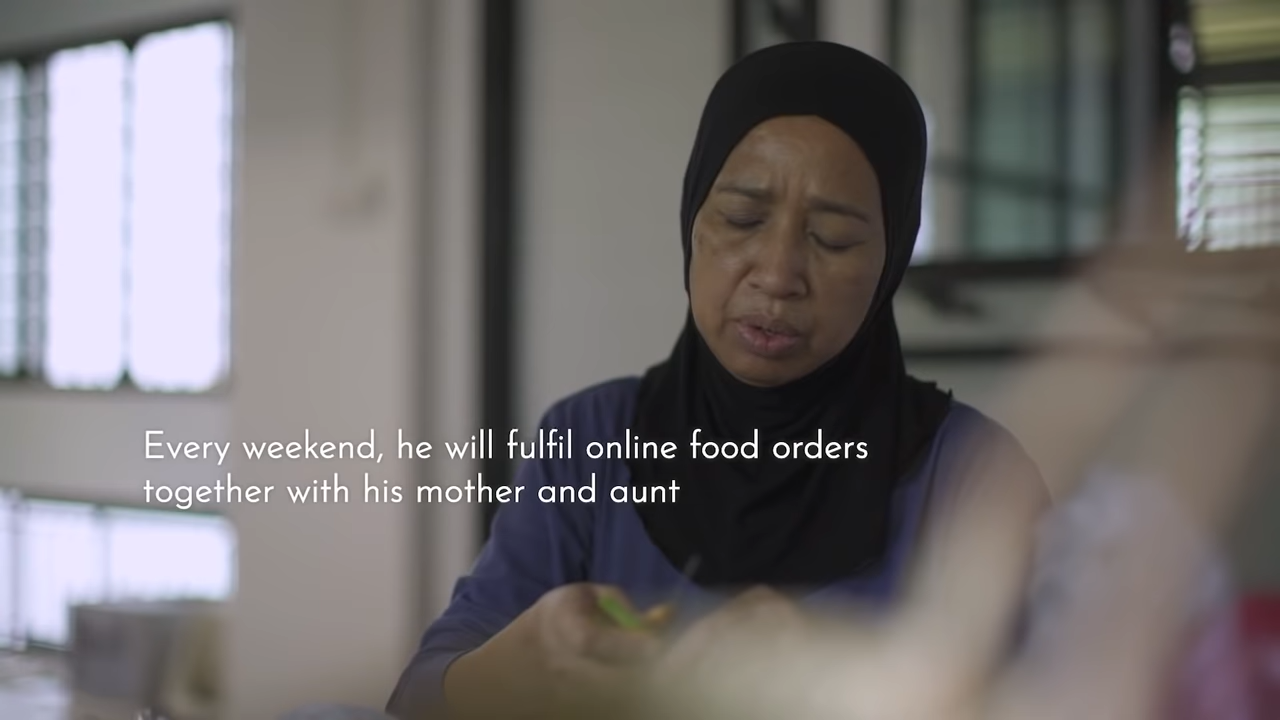 Every weekend, he will fulfil online food orders
together with his mother and aunt